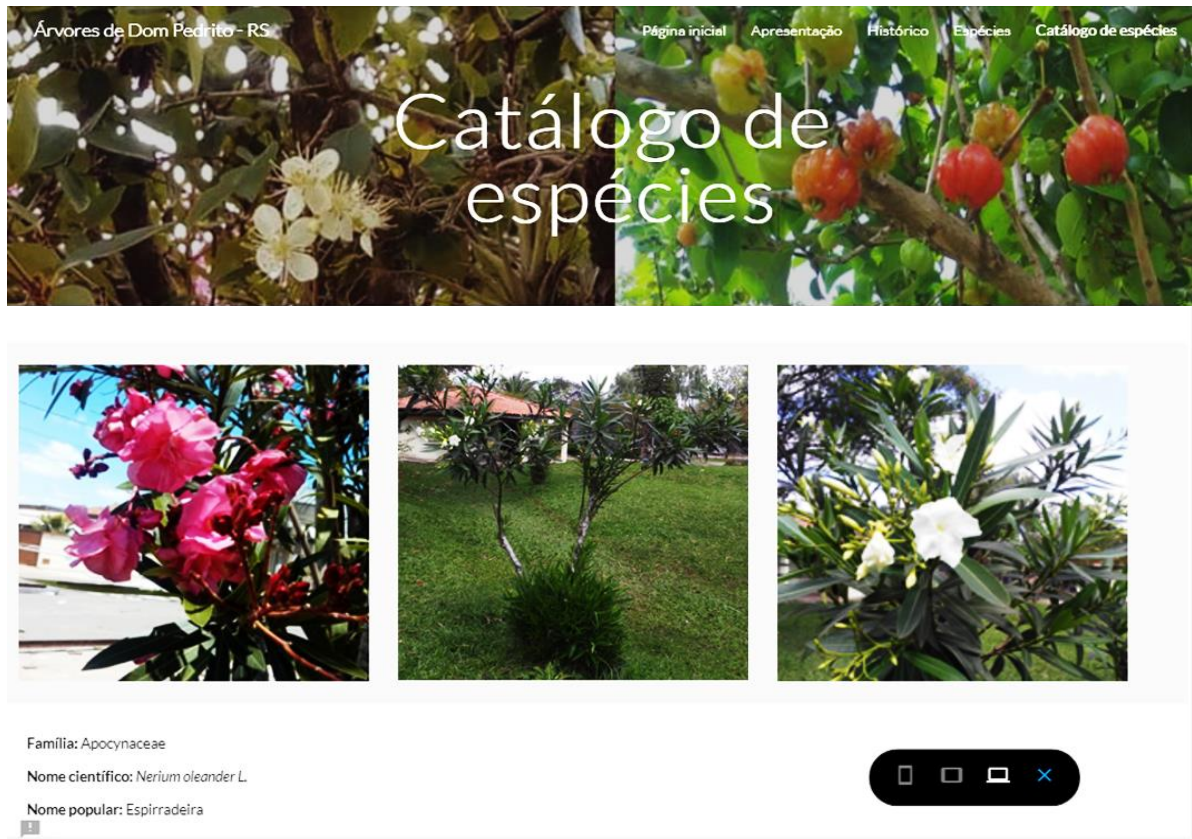 Árvores de Dom Pedrito - RS
Página inicial Apresentação Histórico Espécies Catálogo de espécies
Catálogo de
espécies
Família: Apocynaceae
Nome científico: Nerium oleander L.
Nome popular: Espirradeira